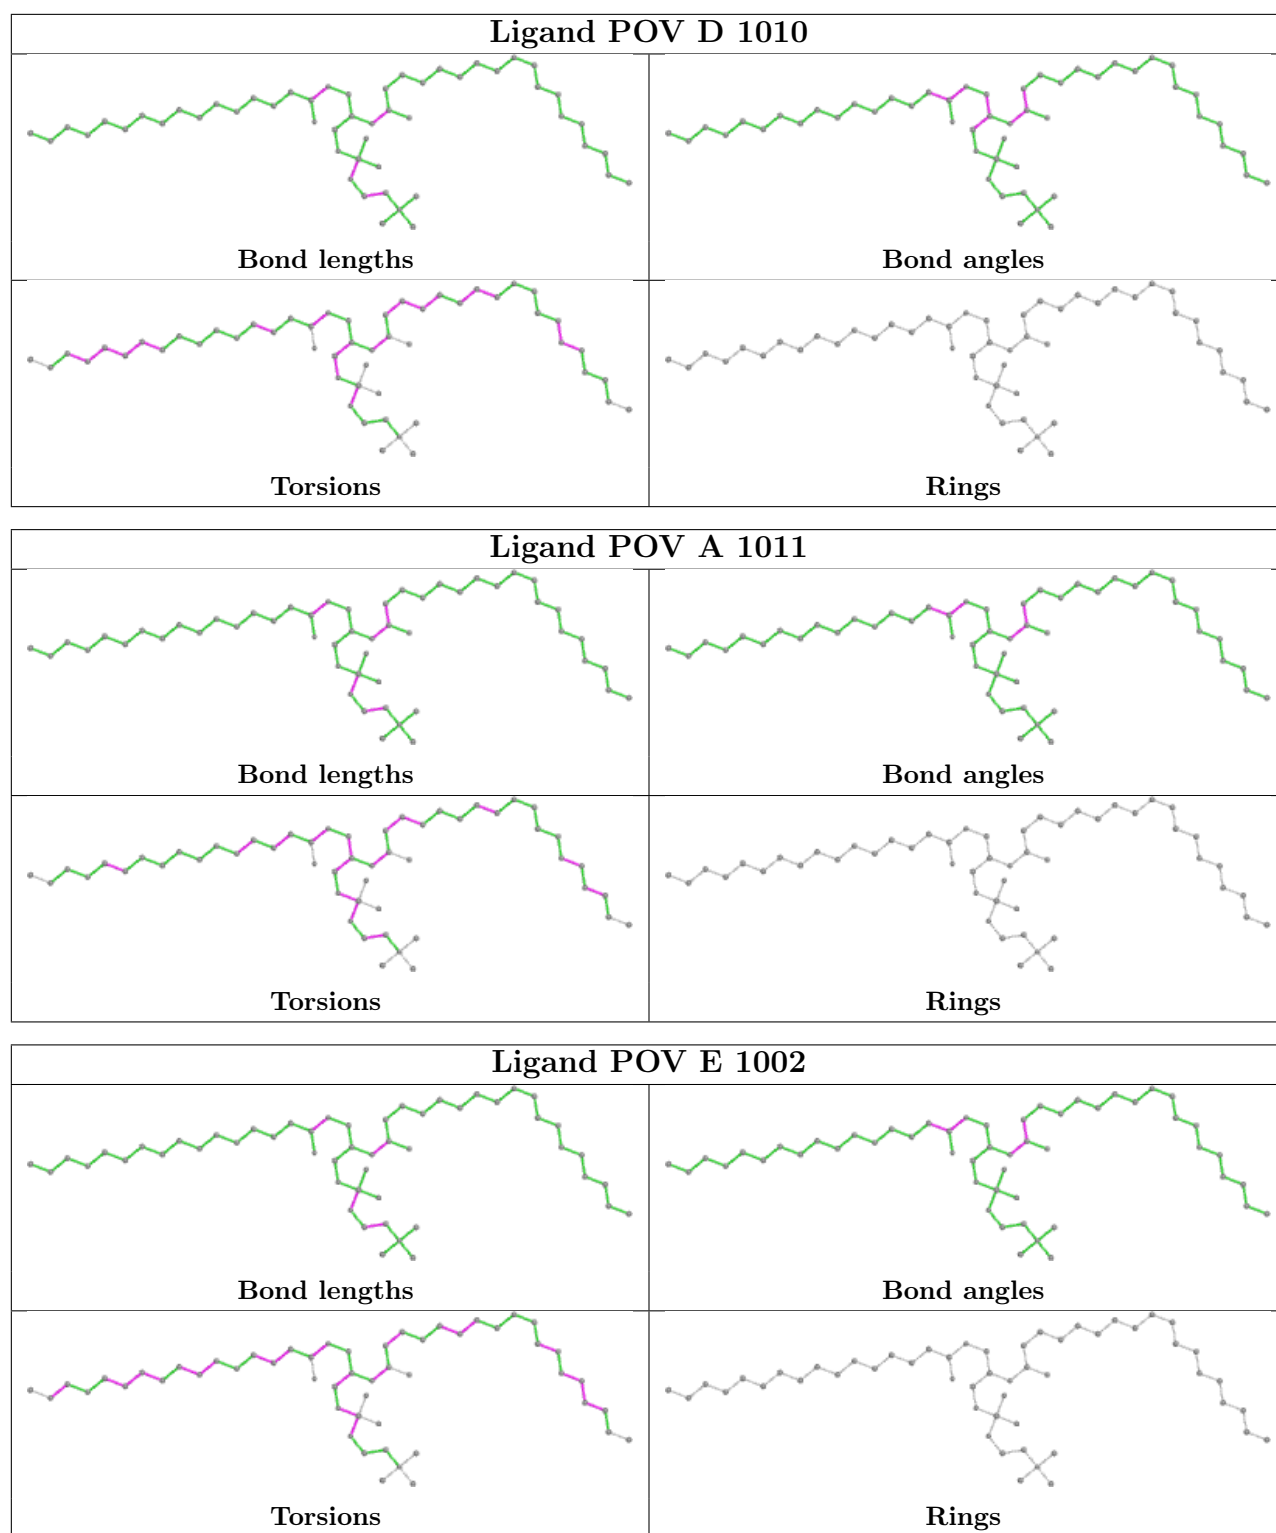 Ligand POV D 1010
Bond lengths
Bond angles
Torsions
Rings
Ligand POV A 1011
Bond lengths
Bond angles
Torsions
Rings
Ligand POV E 1002
Bond lengths
Bond angles
Torsions
Rings